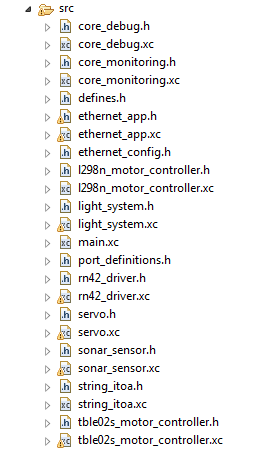 src
core_debug.h
core_debug.xc
core_monitoring.h
core_monitoring.xc
defines.h
ethernet_app.h
ethernet_app.xc
ethernet_config.h
l298n_motor_controller.h
l298n_motor_controller.xc
light_system.h
light_system.xc
main.xc
port_definitions.h
rn42_driver.h
rn42_driver.xc
servo.h
servo.xc
sonar_sensor.h
sonar_sensor.xc
string_itoa.h
string_itoa.xc
tble02s_motor_controller.h
tble02s_motor_controller.xc